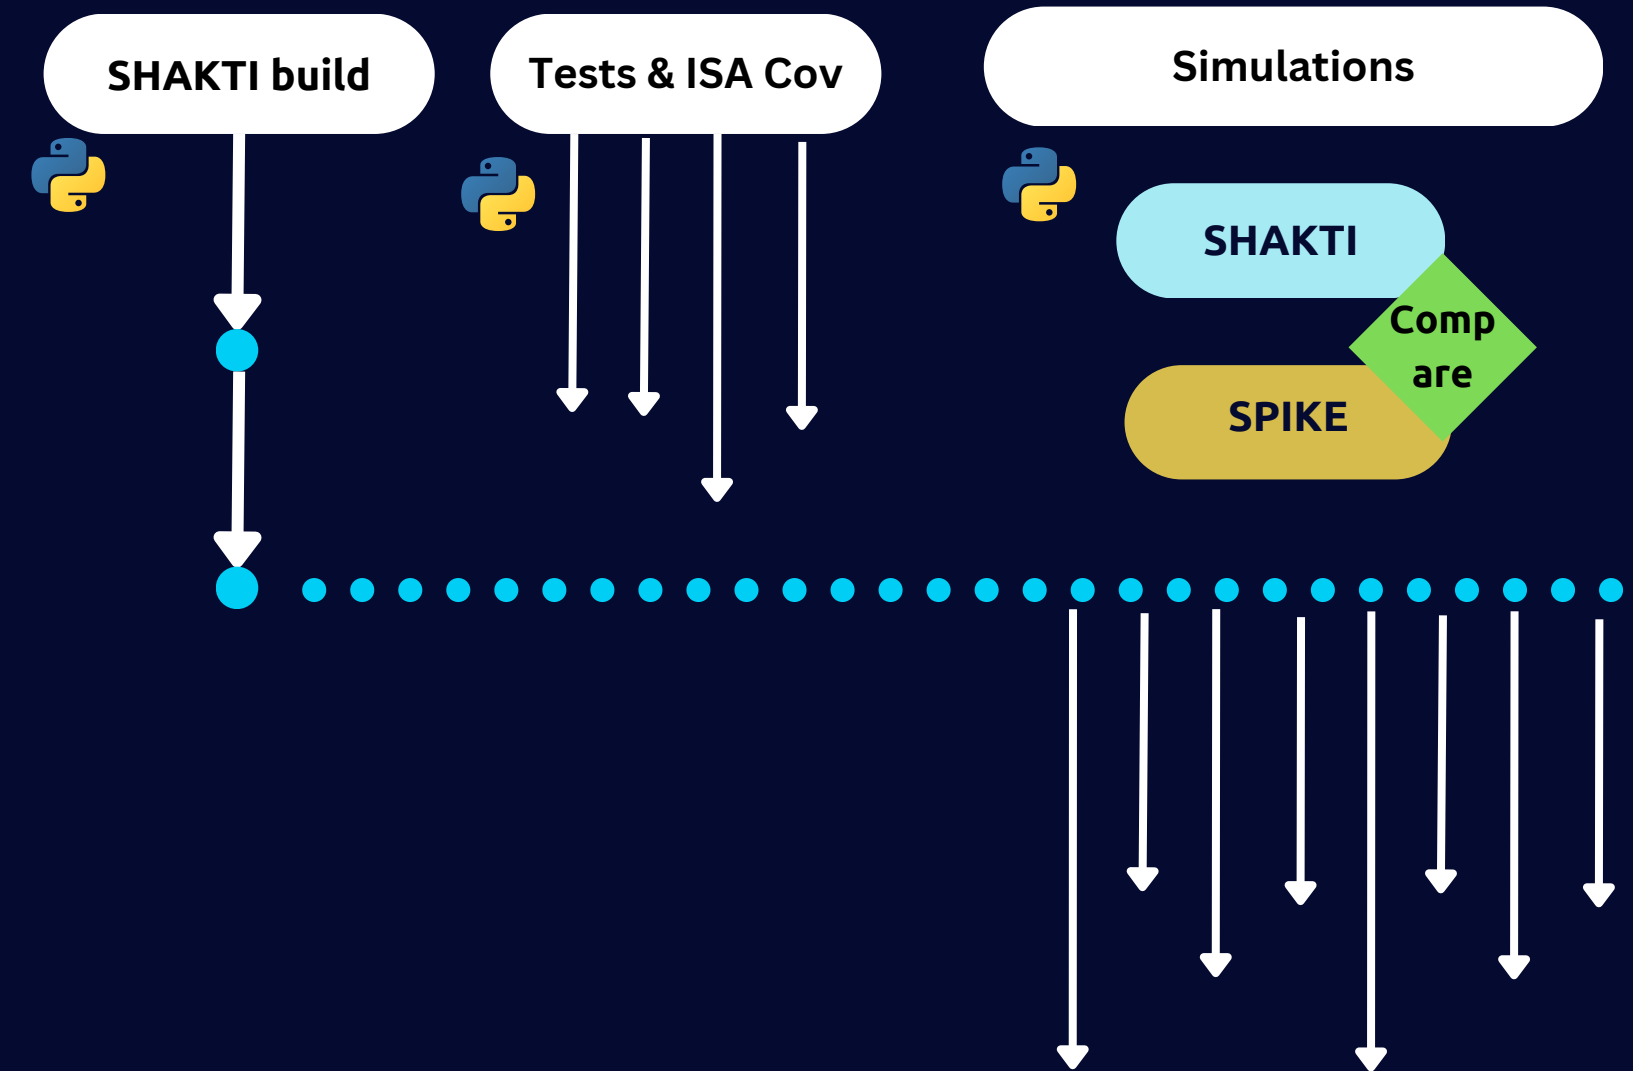 SHAKTI build
Tests & ISA Cov
Simulations
SHAKTI
Comp
are
SPIKE